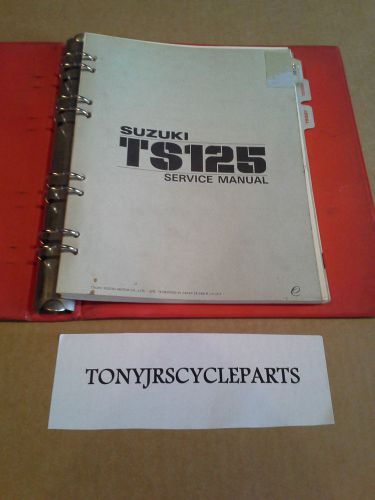 SUZUKI
TS125
SERVICE MANUAL
e
TONYJRSCYCLEPARTS